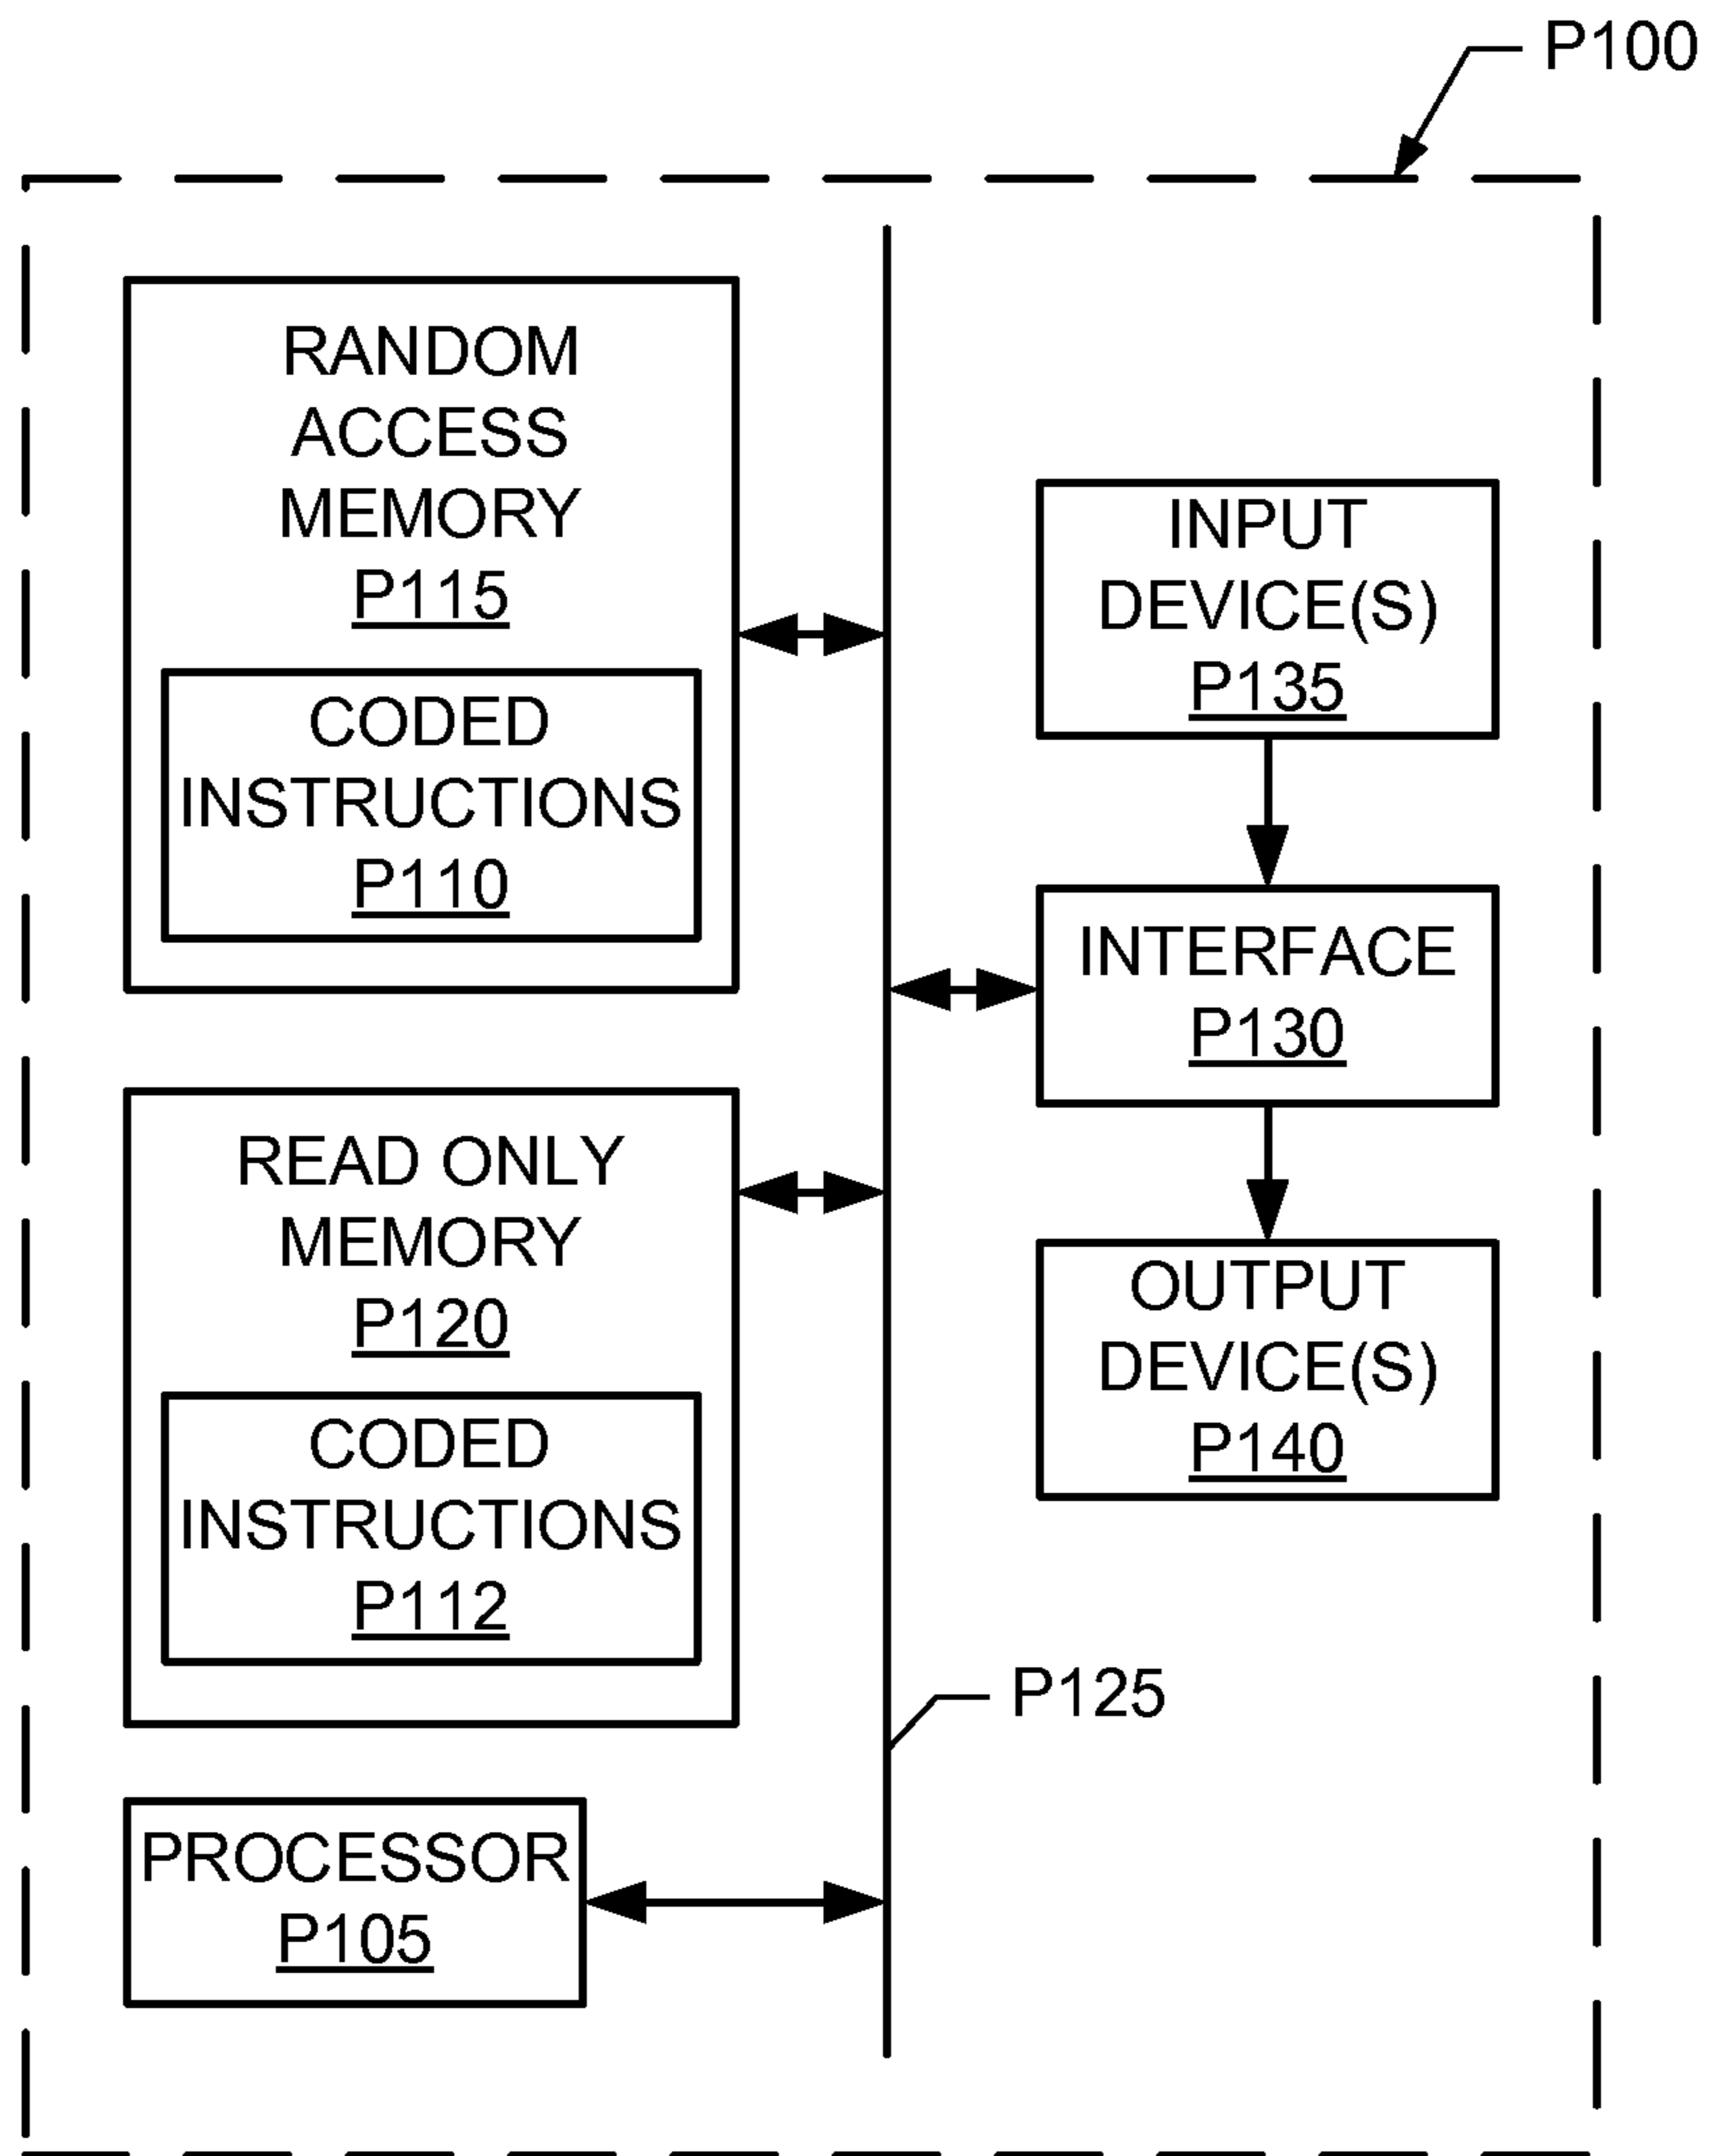 P100
RANDOM
ACCESS
MEMORY
P115
CODED
INSTRUCTIONS
P110
READ ONLY
MEMORY
P120
CODED
INSTRUCTIONS
P112
PROCESSOR
P105
INPUT
DEVICE(S)
P135
INTERFACE
P130
OUTPUT
DEVICE(S)
P140
P125